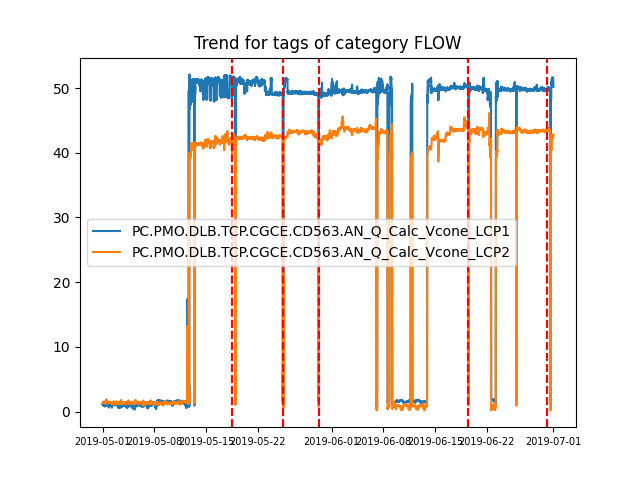 Trend for tags of category FLOW
50
40
30
20
10
0
PC.PMO.DLB.TCP.CGCE.CD563.AN_Q_Calc_Vcone_LCP1
PC.PMO.DLB.TCP.CGCE.CD563.AN_Q_Calc_Vcone_LCP2
2019-05-01 2019-05-08 2019-05-15 2019-05-22 2019-06-01 2019-06-08 2019-06-15 2019-06-22 2019-07-01